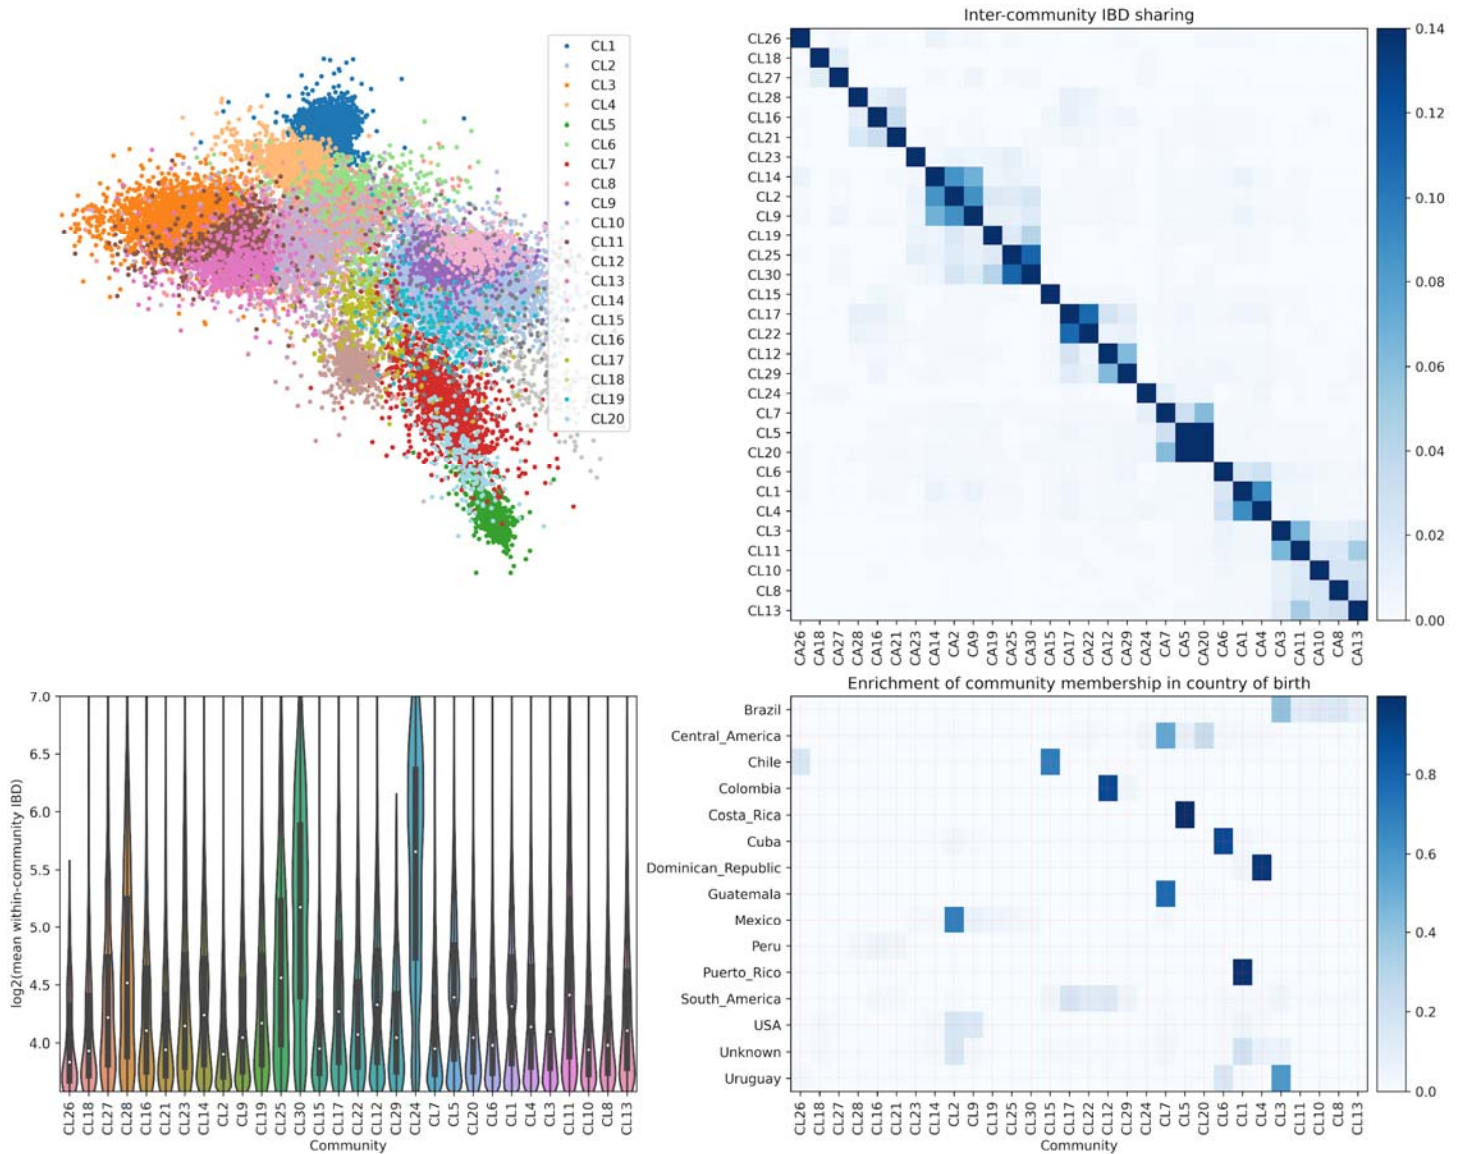 CL1
CL2
CL3
CL4
CL5
CL6
CL7
CL8
CL9
CL10
CL11
CL12
CL13
CL14
CL15
CL16
CL17
CL18
CL19
CL20
Inter-community IBD sharing
CL26
CL18
CL27
CL28
CL16
CL21
CL23
CL14
CL2
CL9
CL19
CL25
CL30
CL15
CL17
CL22
CL12
CL29
CL24
CL7
CL5
CL20
CL6
CL1
CL4
CL3
CL11
CL10
CL8
CL13
CA26 CA18 CA27 CA28 CA16 CA21 CA23 CA14 CA2 CA9 CA19 CA25 CA30 CA15 CA17 CA22 CA12 CA29 CA24 CA7 CA5 CA20 CA6 CA1 CA4 CA3 CA11 CA10 CA8 CA13
0.14
0.12
0.10
0.08
0.06
0.04
0.02
0.00
log2(mean within-community IBD)
7.0
6.5
6.0
5.5
5.0
4.5
4.0
CL26 CL18 CL27 CL28 CL16 CL21 CL23 CL14 CL2 CL9 CL19 CL25 CL30 CL15 CL17 CL22 CL12 CL29 CL24 CL7 CL5 CL20 CL6 CL1 CL4 CL3 CL11 CL10 CL8 CL13
Community
Enrichment of community membership in country of birth
Brazil
Central_America
Chile
Colombia
Costa_Rica
Cuba
Dominican_Republic
Guatemala
Mexico
Peru
Puerto_Rico
South_America
USA
Unknown
Uruguay
CL26 CL18 CL27 CL28 CL16 CL21 CL23 CL14 CL2 CL9 CL19 CL25 CL30 CL15 CL17 CL22 CL12 CL29 CL24 CL7 CL5 CL20 CL6 CL1 CL4 CL3 CL11 CL10 CL8 CL13
Community
0.8
0.6
0.4
0.2
0.0